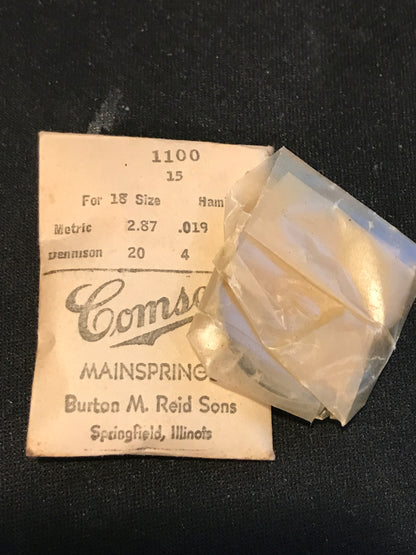 1100
15
For 18 Size Ham
Metric 2.87 .019
Dennison 20 4
Comso
MAINSPRING
Burton M. Reid Sons
Springfield, Illinois